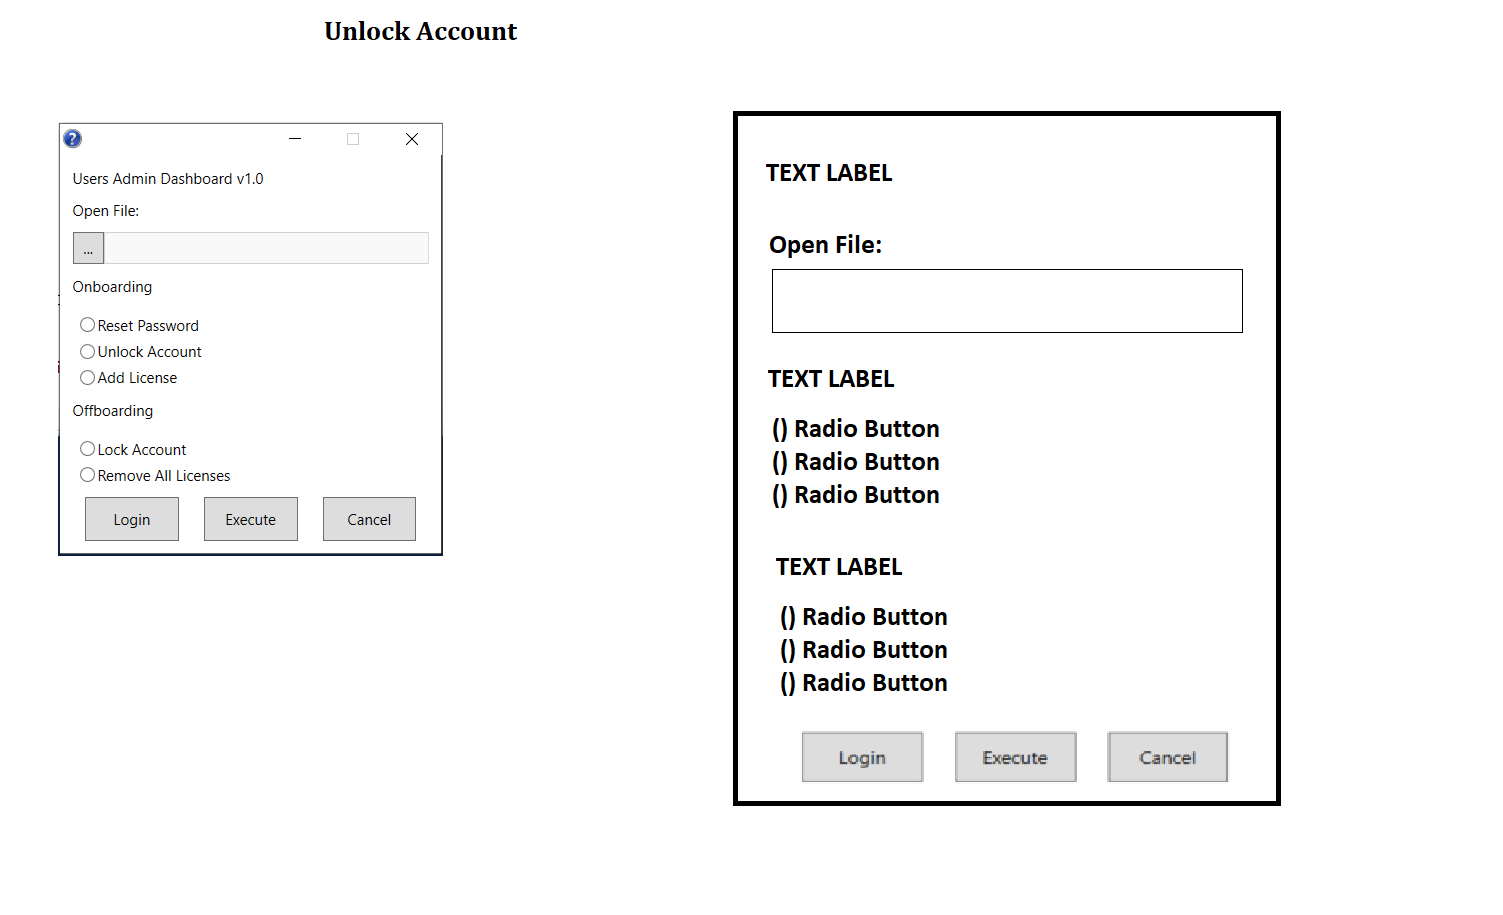 Unlock Account
?
Users Admin Dashboard v1.0
Open File:
...
Onboarding
Reset Password
Unlock Account
Add License
Offboarding
Lock Account
Remove All Licenses
Login Execute Cancel
TEXT LABEL
Open File:
TEXT LABEL
() Radio Button
() Radio Button
() Radio Button
TEXT LABEL
() Radio Button
() Radio Button
() Radio Button
Login Execute Cancel